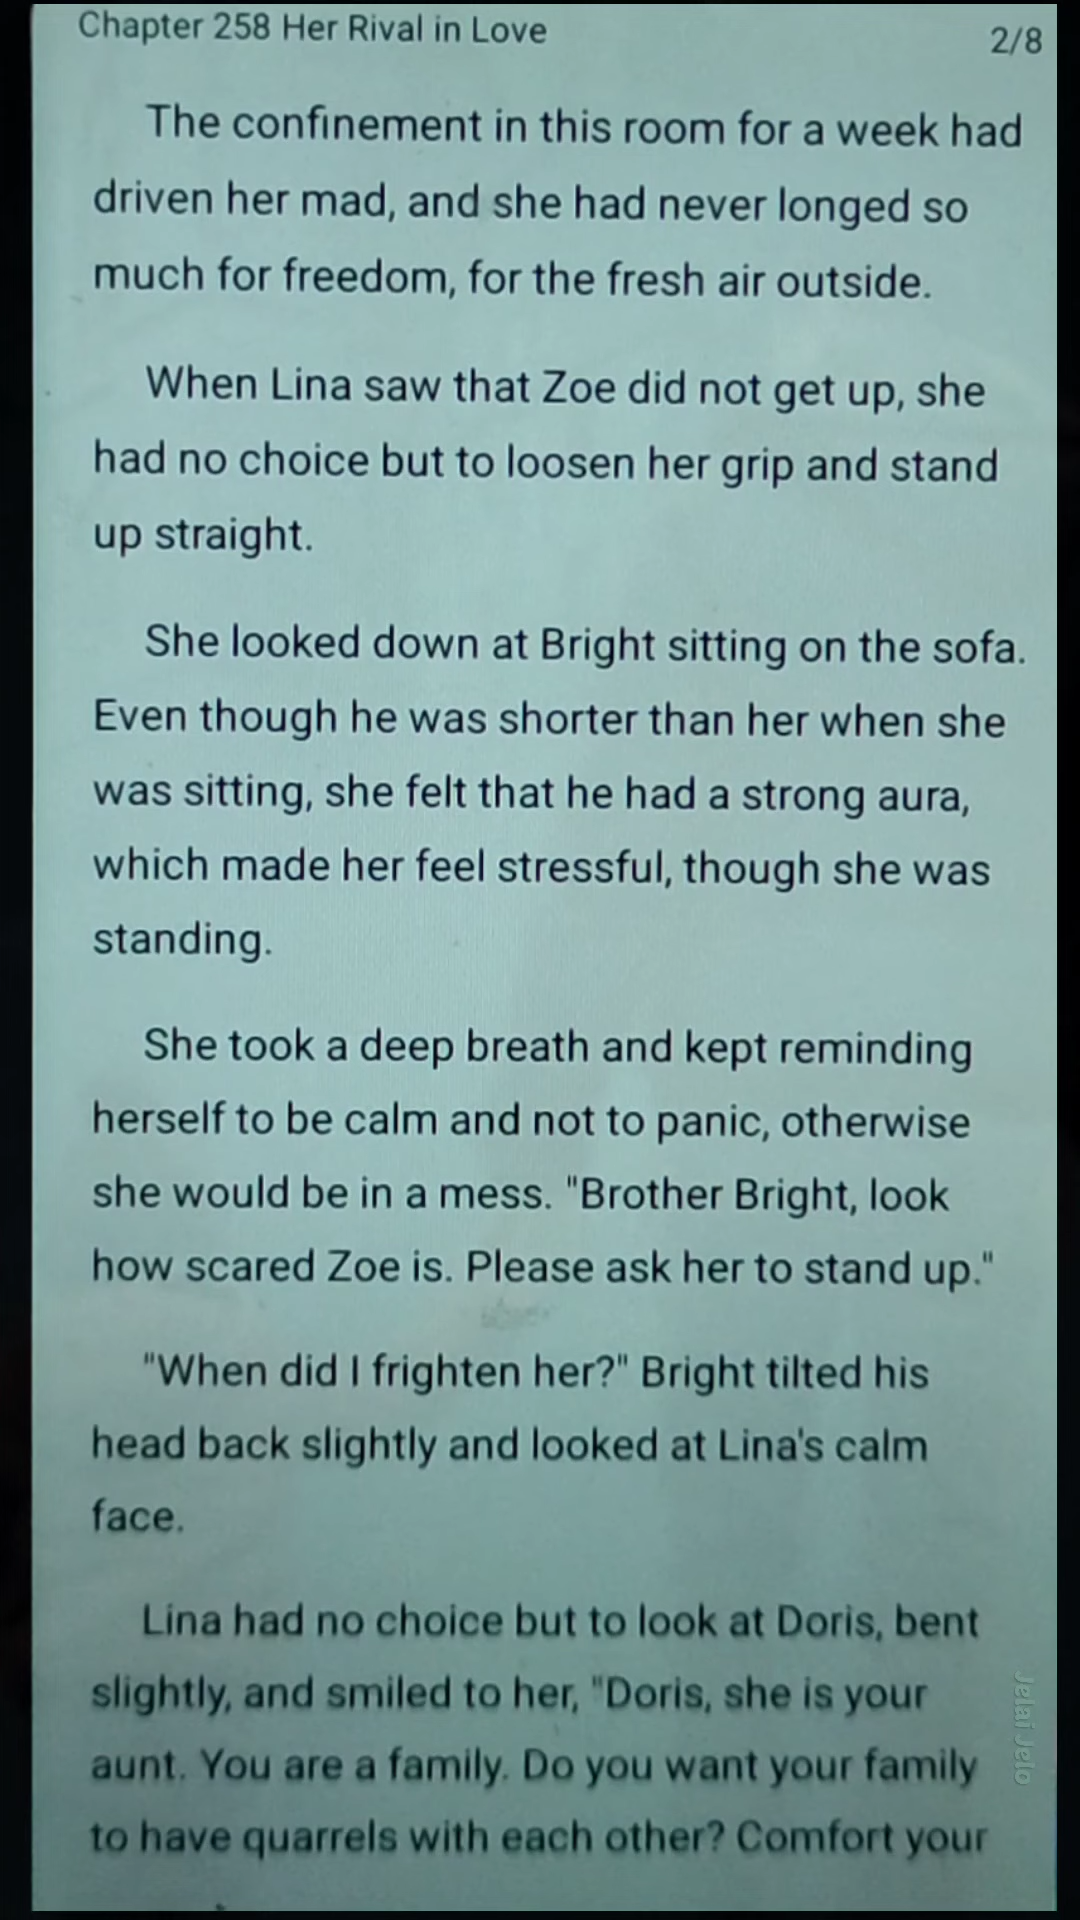 Chapter 258 Her Rival in Love
2/8
The confinement in this room for a week had
driven her mad, and she had never longed so
much for freedom, for the fresh air outside.
When Lina saw that Zoe did not get up, she
had no choice but to loosen her grip and stand
up straight.
She looked down at Bright sitting on the sofa.
Even though he was shorter than her when she
was sitting, she felt that he had a strong aura,
which made her feel stressful, though she was
standing.
She took a deep breath and kept reminding
herself to be calm and not to panic, otherwise
she would be in a mess. "Brother Bright, look
how scared Zoe is. Please ask her to stand up."
"When did I frighten her?" Bright tilted his
head back slightly and looked at Lina's calm
face.
Lina had no choice but to look at Doris, bent
slightly, and smiled to her, "Doris, she is your
aunt. You are a family. Do you want your family
to have quarrels with each other? Comfort your
Jelai Jelo